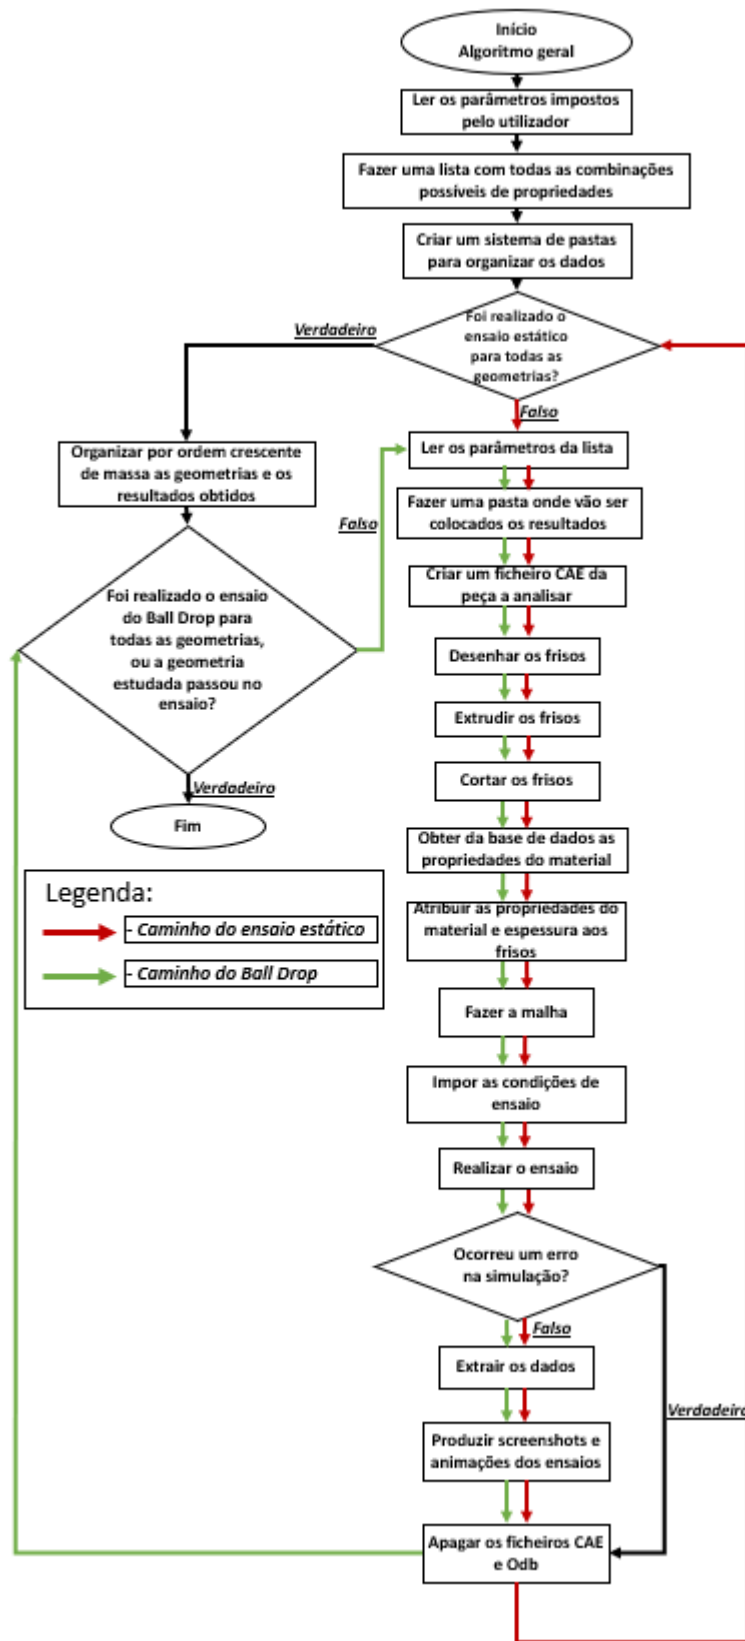 Início
Algoritmo geral
Ler os parâmetros impostos
pelo utilizador
Fazer uma lista com todas as combinações
possíveis de propriedades
Criar um sistema de pastas
para organizar os dados
Foi realizado o
ensaio estático
para todas as
geometrias?
Verdadeiro
Falso
Organizar por ordem crescente
de massa as geometrias e os
resultados obtidos
Falso
Foi realizado o ensaio
do Ball Drop para
todas as geometrias,
ou a geometria
estudada passou no
ensaio?
Verdadeiro
Fim
Ler os parâmetros da lista
Fazer uma pasta onde vão ser
colocados os resultados
Criar um ficheiro CAE da
peça a analisar
Desenhar os frisos
Extrudir os frisos
Cortar os frisos
Obter da base de dados as
propriedades do material
Atribuir as propriedades do
material e espessura aos
frisos
Fazer a malha
Impor as condições de
ensaio
Realizar o ensaio
Ocorreu um erro
na simulação?
Falso
Verdadeiro
Extrair os dados
Produzir screenshots e
animações dos ensaios
Apagar os ficheiros CAE
e Odb
Legenda:
- Caminho do ensaio estático
- Caminho do Ball Drop